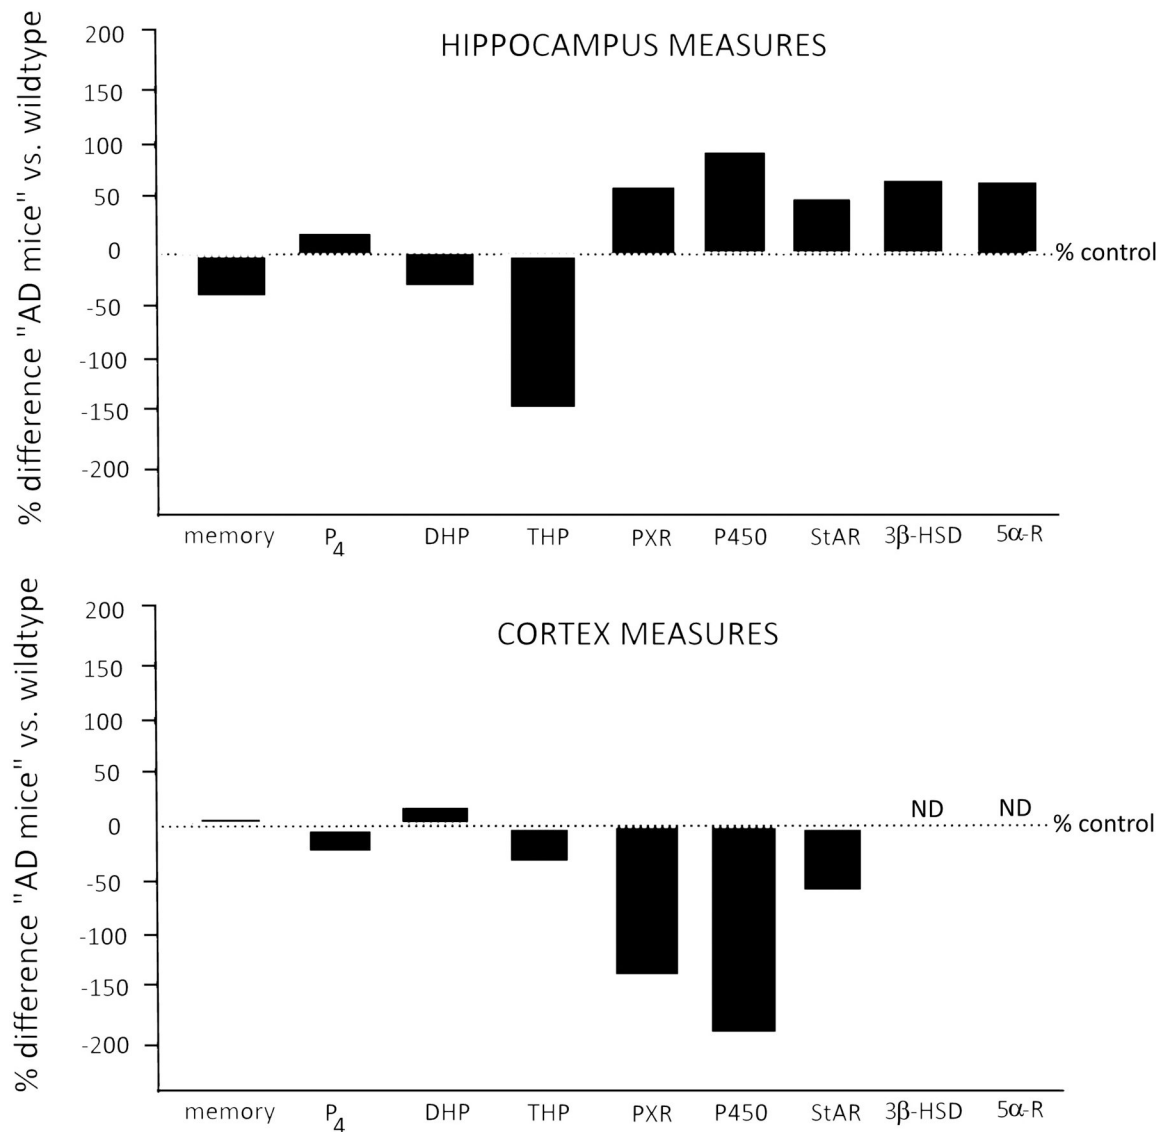 HIPPOCAMPUS MEASURES
% difference "AD mice" vs. wildtype
200
150
100
50
0
-50
-100
-150
-200
% control
memory P4 DHP THP PXR P450 StAR 3β-HSD 5α-R
CORTEX MEASURES
% difference "AD mice" vs. wildtype
200
150
100
50
0
-50
-100
-150
-200
ND ND
% control
memory P4 DHP THP PXR P450 StAR 3β-HSD 5α-R